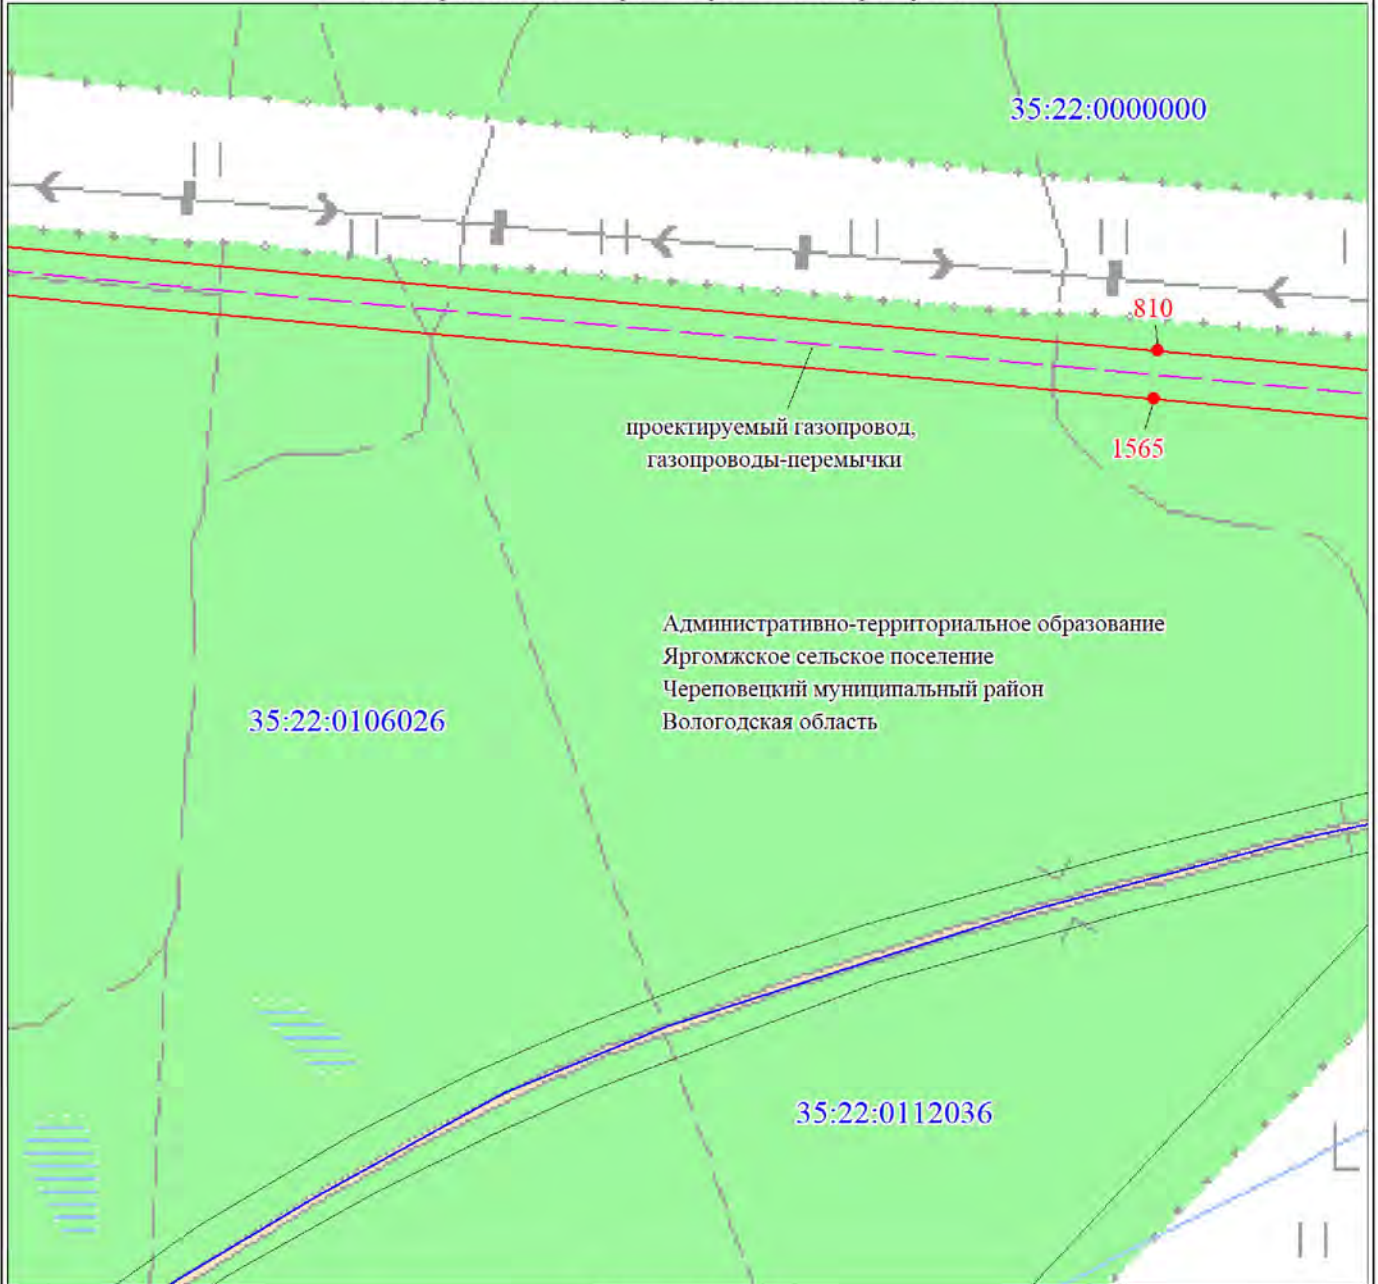 35:22:0000000
810
проектируемый газопровод,
газопроводы-перемычки
1565
Административно-территориальное образование
Яргомжское сельское поселение
Череповецкий муниципальный район
Вологодская область
35:22:0106026
35:22:0112036